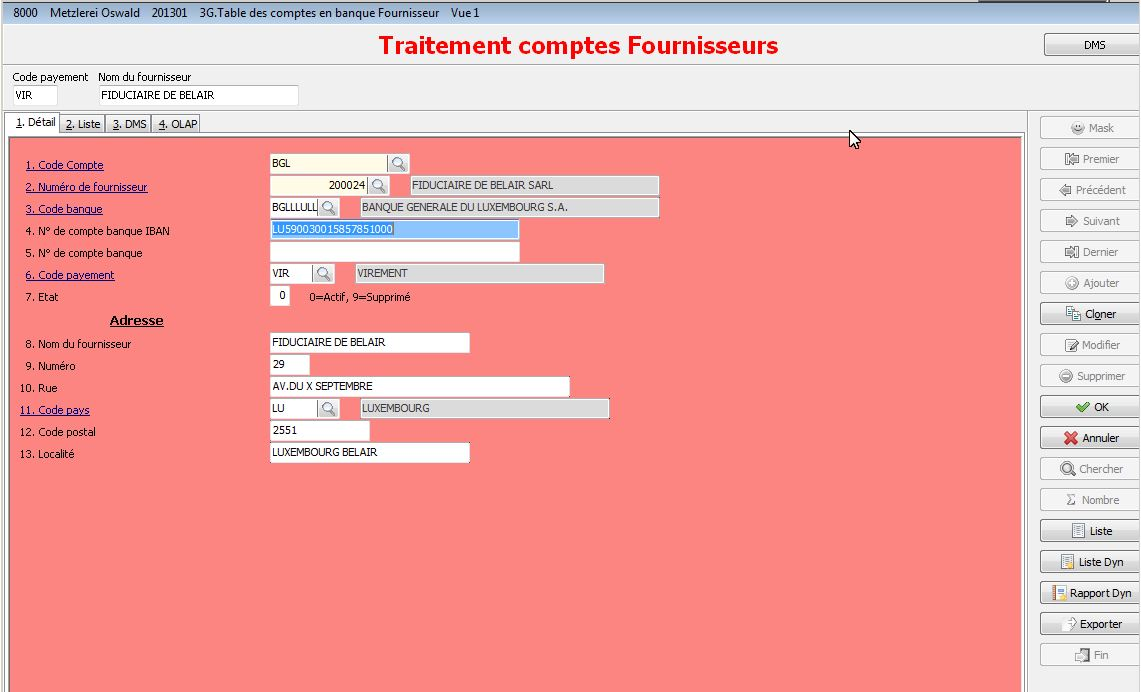 8000 Metzlerei Oswald 201301 3G.Table des comptes en banque Fournisseur Vue 1
Traitement comptes Fournisseurs
DMS
Code payement Nom du fournisseur
VIR FIDUCIAIRE DE BELAIR
1. Détail 2. Liste 3. DMS 4. OLAP
1. Code Compte BGL
2. Numéro de fournisseur 200024 FIDUCIAIRE DE BELAIR SARL
3. Code banque BGLLLULL BANQUE GENERALE DU LUXEMBOURG S.A.
4. N° de compte banque IBAN LU590030015857851000
5. N° de compte banque
6. Code payement VIR VIREMENT
7. Etat 0 0=Actif, 9=Supprimé
Adresse
8. Nom du fournisseur FIDUCIAIRE DE BELAIR
9. Numéro 29
10. Rue AV.DU X SEPTEMBRE
11. Code pays LU LUXEMBOURG
12. Code postal 2551
13. Localité LUXEMBOURG BELAIR
Mask
Premier
Précédent
Suivant
Dernier
Ajouter
Cloner
Modifier
Supprimer
OK
Annuler
Chercher
Σ Nombre
Liste
Liste Dyn
Rapport Dyn
Exporter
Fin